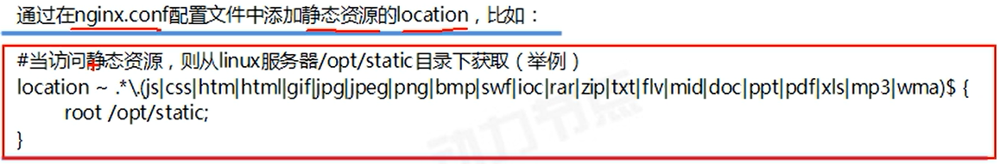 通过在nginx.conf配置文件中添加静态资源的location，比如：
#当访问静态资源，则从linux服务器/opt/static目录下获取（举例）
location ~ .*\.(js|css|htm|html|gif|jpg|jpeg|png|bmp|swf|ioc|rar|zip|txt|flv|mid|doc|ppt|pdf|xls|mp3|wma)$ {
root /opt/static;
}
动力节点